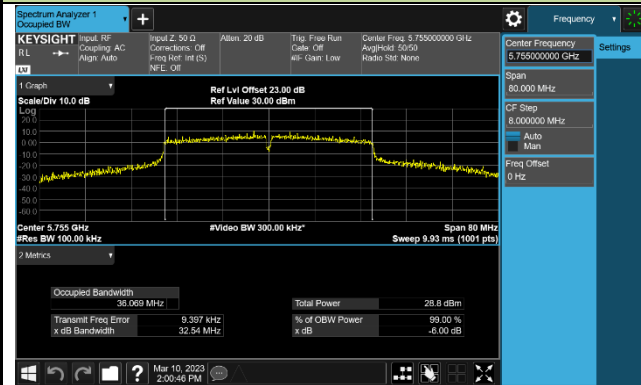 Spectrum Analyzer 1
Occupied BW
Frequency
KEYSIGHT
Input: RF
Coupling: AC
Align: Auto
RL
LXI
Input Z: 50 Ω
Corrections: Off
Freq Ref: Int (S)
NFE: Off
Atten: 20 dB
Trig: Free Run
Gate: Off
#IF Gain: Low
Center Freq: 5.755000000 GHz
Avg|Hold: 50/50
Radio Std: None
Center Frequency
5.755000000 GHz
Settings
Span
80.000 MHz
CF Step
8.000000 MHz
Auto
Man
Freq Offset
0 Hz
1 Graph
Scale/Div 10.0 dB
Ref Lvl Offset 23.00 dB
Ref Value 30.00 dBm
Log
20.0
10.0
0.00
-10.0
-20.0
-30.0
-40.0
-50.0
-60.0
Center 5.755 GHz
#Video BW 300.00 kHz*
Span 80 MHz
#Res BW 100.00 kHz
Sweep 9.93 ms (1001 pts)
2 Metrics
Occupied Bandwidth
36.069 MHz
Total Power 28.8 dBm
Transmit Freq Error 9.397 kHz
% of OBW Power 99.00 %
x dB Bandwidth 32.54 MHz
x dB -6.00 dB
Mar 10, 2023
2:00:46 PM